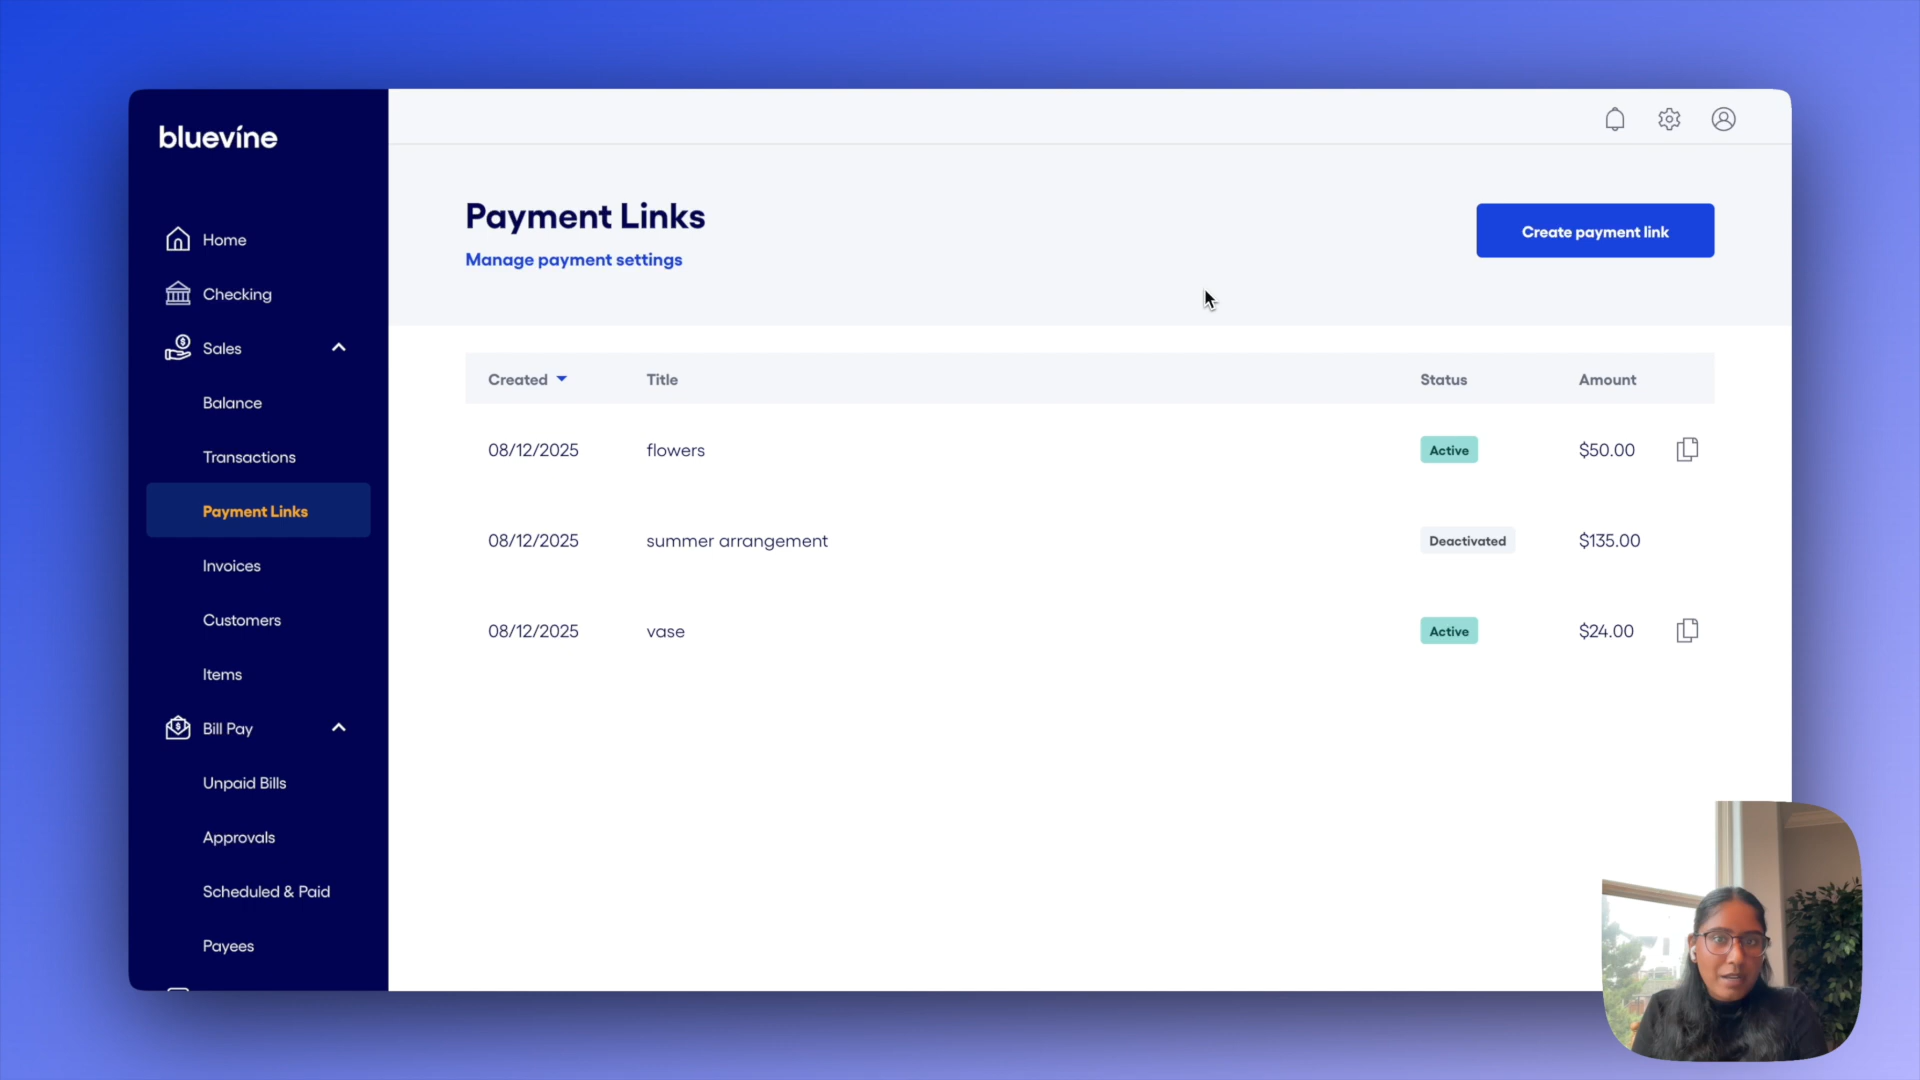 bluevine
Home
Checking
Sales
Balance
Transactions
Payment Links
Invoices
Customers
Items
Bill Pay
Unpaid Bills
Approvals
Scheduled & Paid
Payees
Payment Links
Manage payment settings
Create payment link
Created Title Status Amount
08/12/2025 flowers Active $50.00
08/12/2025 summer arrangement Deactivated $135.00
08/12/2025 vase Active $24.00